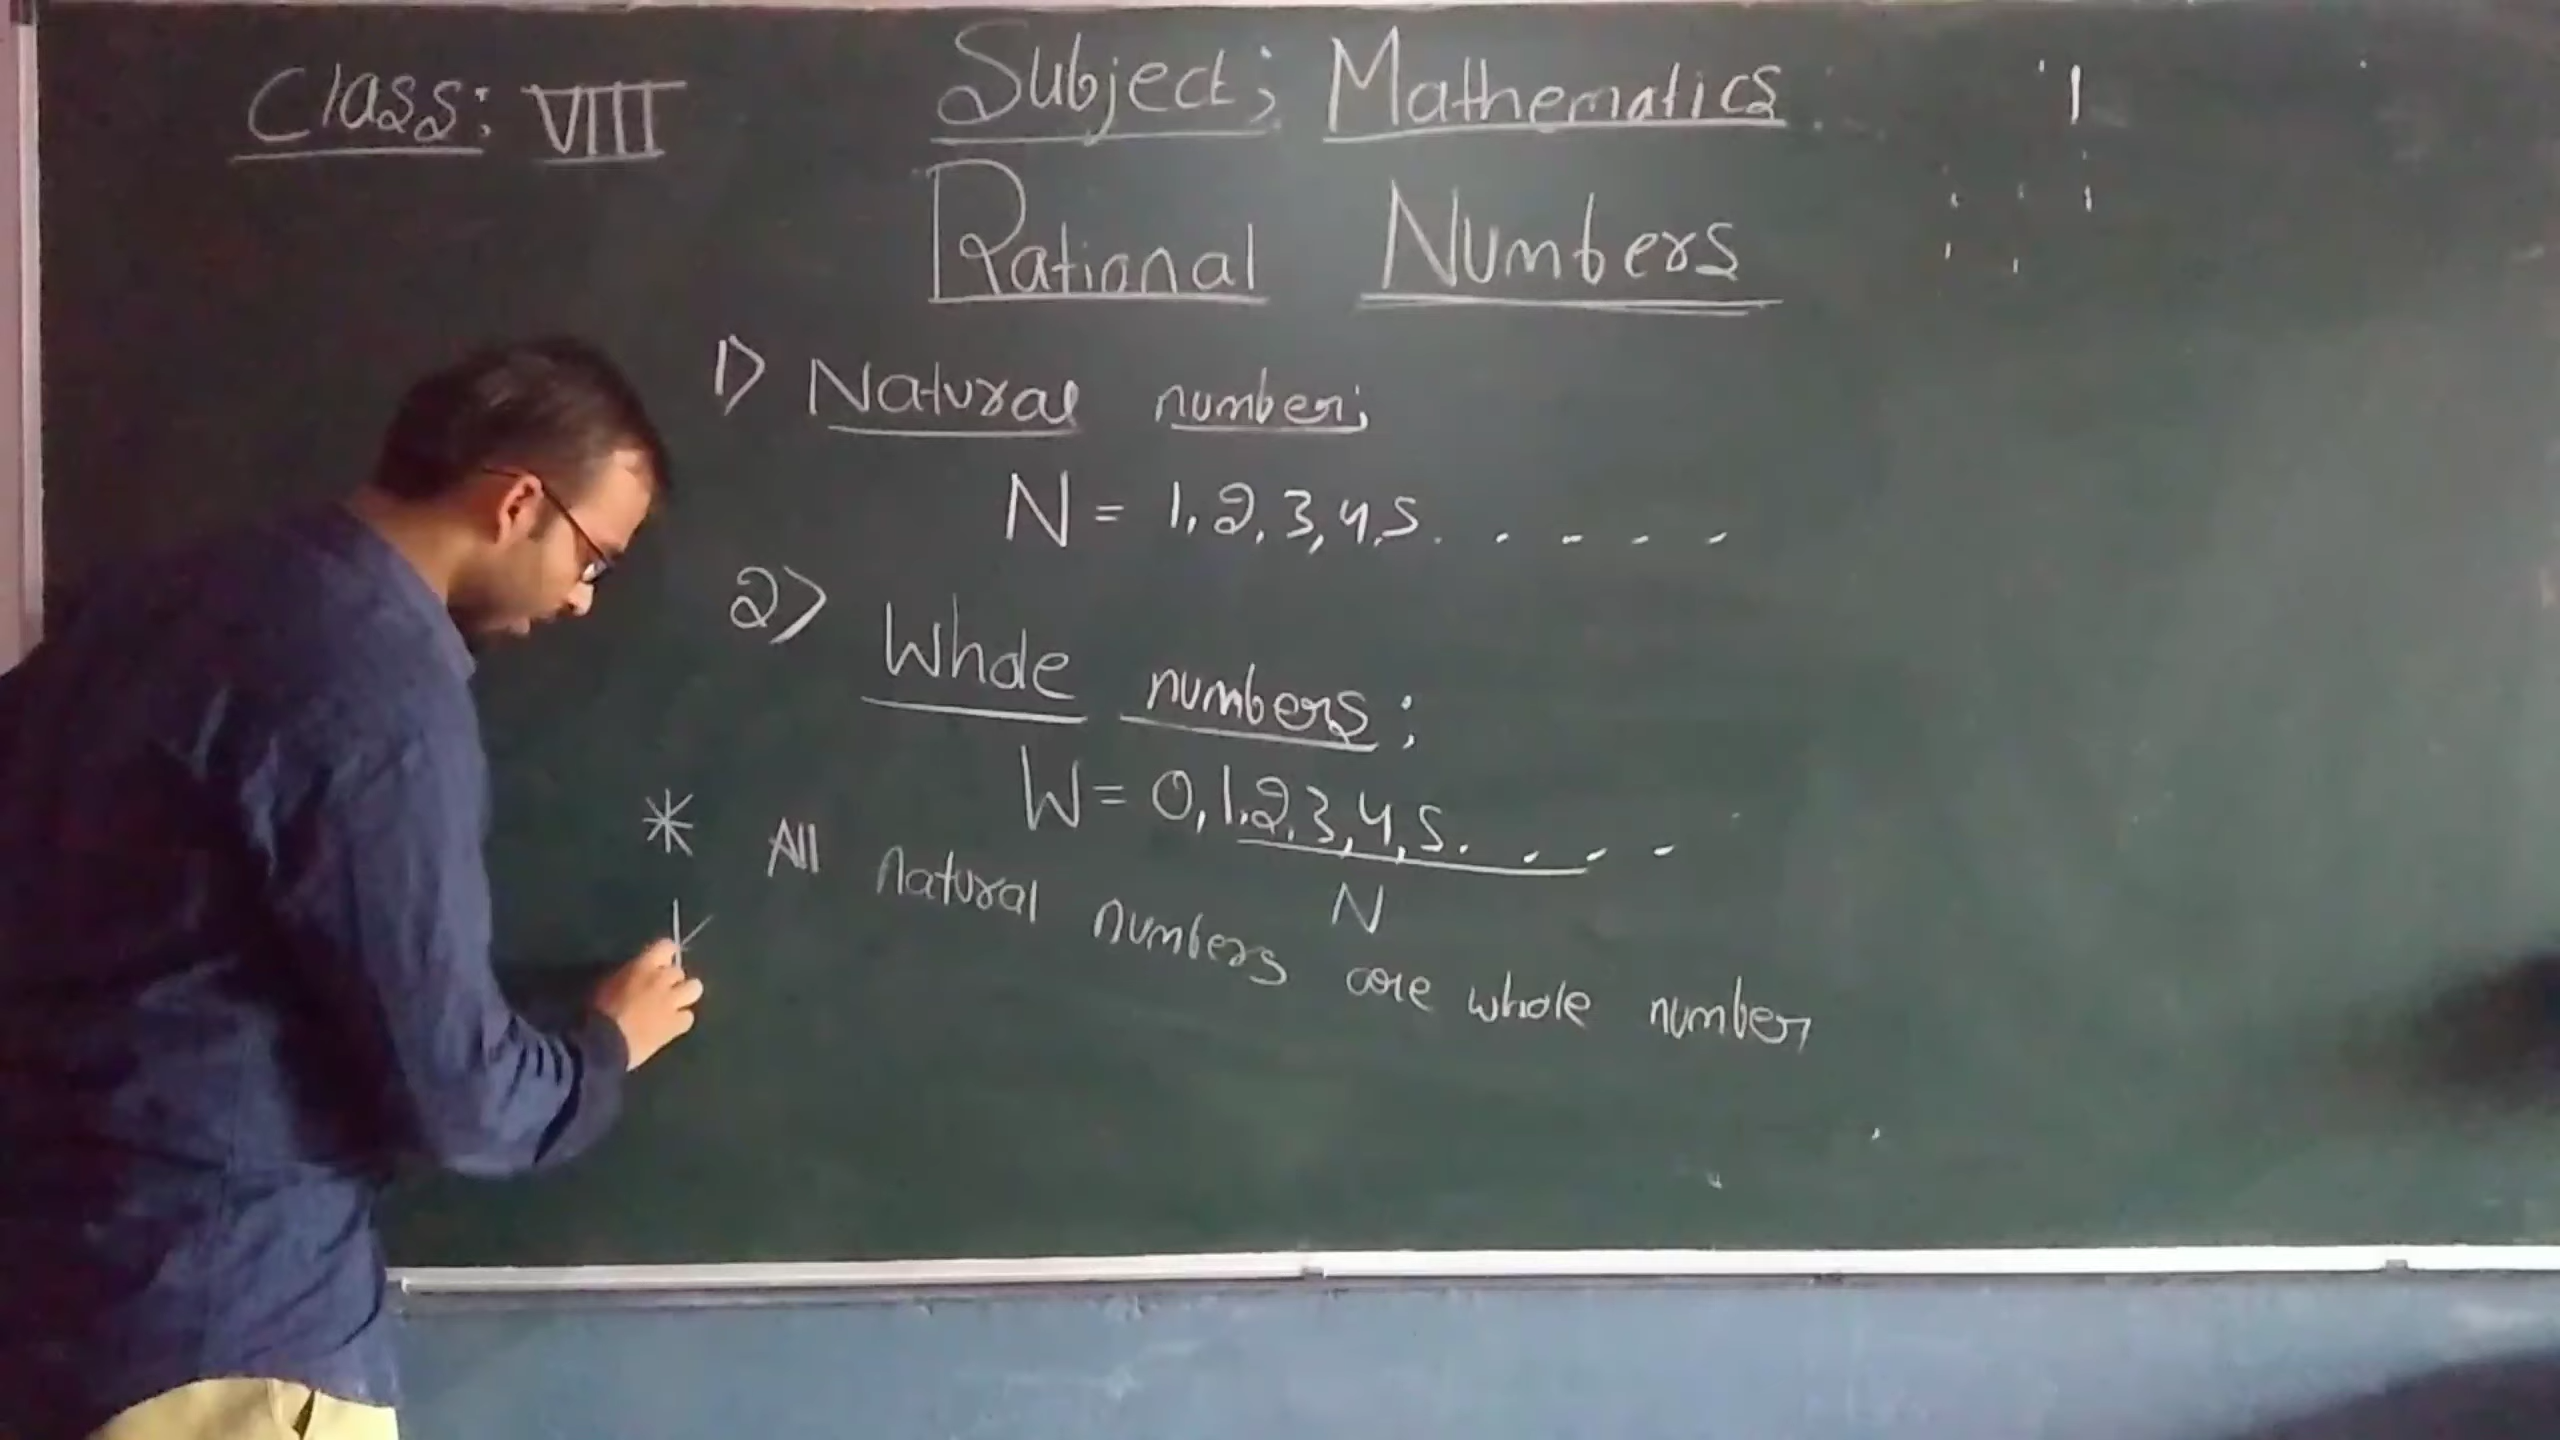 Class: VIII
Subject; Mathematics
Rational Numbers
1) Natural number;
N = 1, 2, 3, 4, 5. . . . . .
2) Whole numbers;
W = 0, 1, 2, 3, 4, 5. . . . .
N
* All natural numbers are whole number